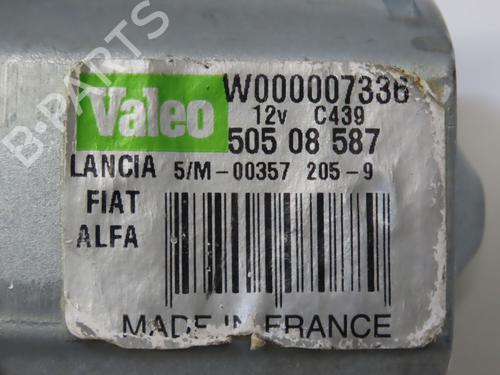 Valeo
W000007336
12v C439
505 08 587
LANCIA 5/M-00357 205-9
FIAT
ALFA
MADE IN FRANCE
B-PARTS